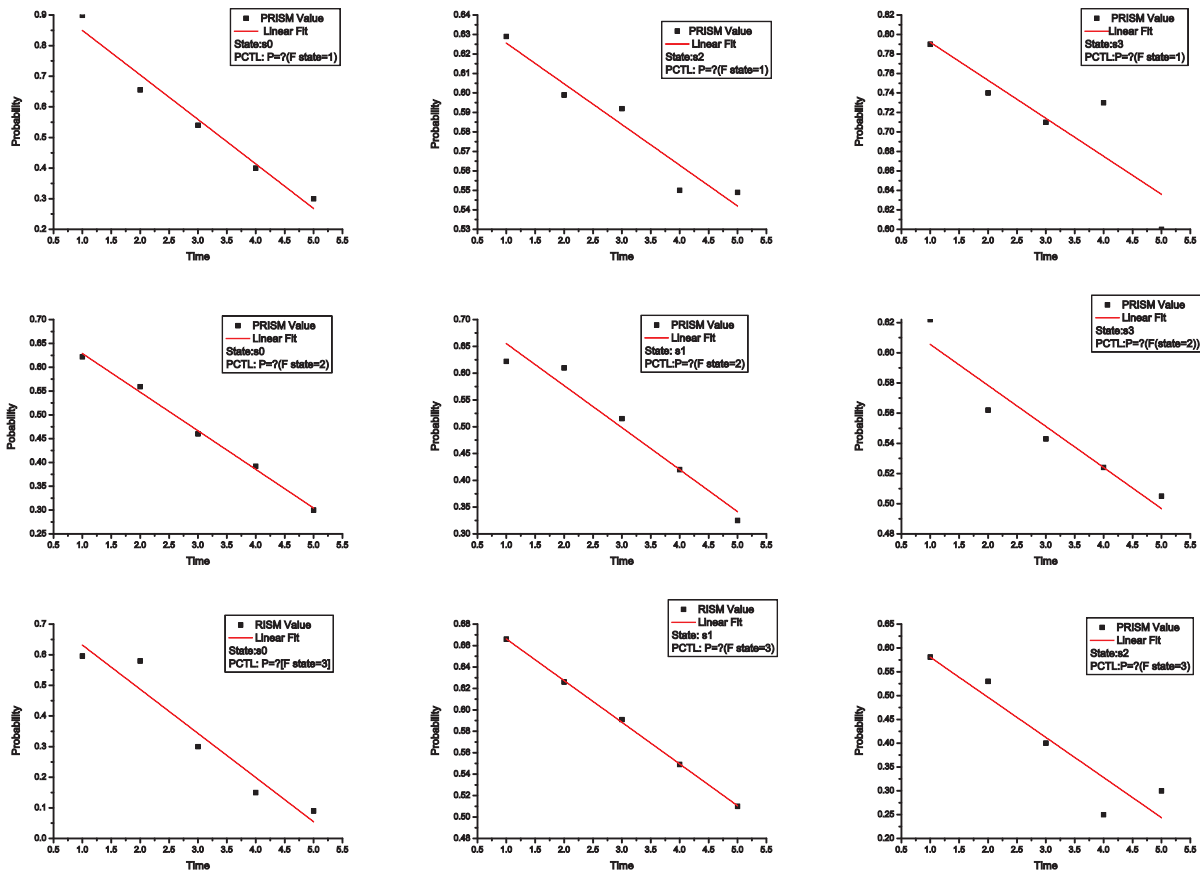 0.9
0.8
0.7
0.6
0.5
0.4
0.3
0.2
Probability
0.5 1.0 1.5 2.0 2.5 3.0 3.5 4.0 4.5 5.0 5.5
Time
PRISM Value
Linear Fit
State:s0
PCTL: P=?(F state=1)
0.64
0.63
0.62
0.60
0.59
0.58
0.56
0.55
0.54
0.53
Probability
0.5 1.0 1.5 2.0 2.5 3.0 3.5 4.0 4.5 5.0 5.5
Time
PRISM Value
Linear Fit
State:s2
PCTL: P=?(F state=1)
0.82
0.80
0.78
0.76
0.74
0.72
0.70
0.68
0.66
0.64
0.62
0.60
Probability
0.5 1.0 1.5 2.0 2.5 3.0 3.5 4.0 4.5 5.0 5.5
Time
PRISM Value
Linear Fit
State:s3
PCTL: P=?(F state=1)
0.70
0.65
0.60
0.55
0.50
0.45
0.40
0.35
0.30
0.25
Pobability
0.5 1.0 1.5 2.0 2.5 3.0 3.5 4.0 4.5 5.0 5.5
Time
PRISM Value
Linear Fit
State:s0
PCTL: P=?(F state=2)
0.70
0.65
0.60
0.55
0.50
0.45
0.40
0.35
0.30
Probability
0.5 1.0 1.5 2.0 2.5 3.0 3.5 4.0 4.5 5.0 5.5
Time
PRISM Value
Linear Fit
State: s1
PCTL:P=?(F state=2)
0.62
0.60
0.58
0.56
0.54
0.52
0.50
0.48
Probability
0.5 1.0 1.5 2.0 2.5 3.0 3.5 4.0 4.5 5.0 5.5
Time
PRISM Value
Linear Fit
State:s3
PCTL:P=?(F(state=2))
0.7
0.6
0.5
0.4
0.3
0.2
0.1
0.0
Probability
0.5 1.0 1.5 2.0 2.5 3.0 3.5 4.0 4.5 5.0 5.5
Time
RISM Value
Linear Fit
State:s0
PCTL: P=?[F state=3]
0.68
0.66
0.64
0.62
0.60
0.58
0.56
0.54
0.52
0.50
0.48
Probability
0.5 1.0 1.5 2.0 2.5 3.0 3.5 4.0 4.5 5.0 5.5
Time
RISM Value
Linear Fit
State: s1
PCTL: P=?(F state=3)
0.65
0.60
0.55
0.50
0.45
0.40
0.35
0.30
0.25
0.20
Probability
0.5 1.0 1.5 2.0 2.5 3.0 3.5 4.0 4.5 5.0 5.5
Time
PRISM Value
Linear Fit
State:s2
PCTL:P=?(F state=3)